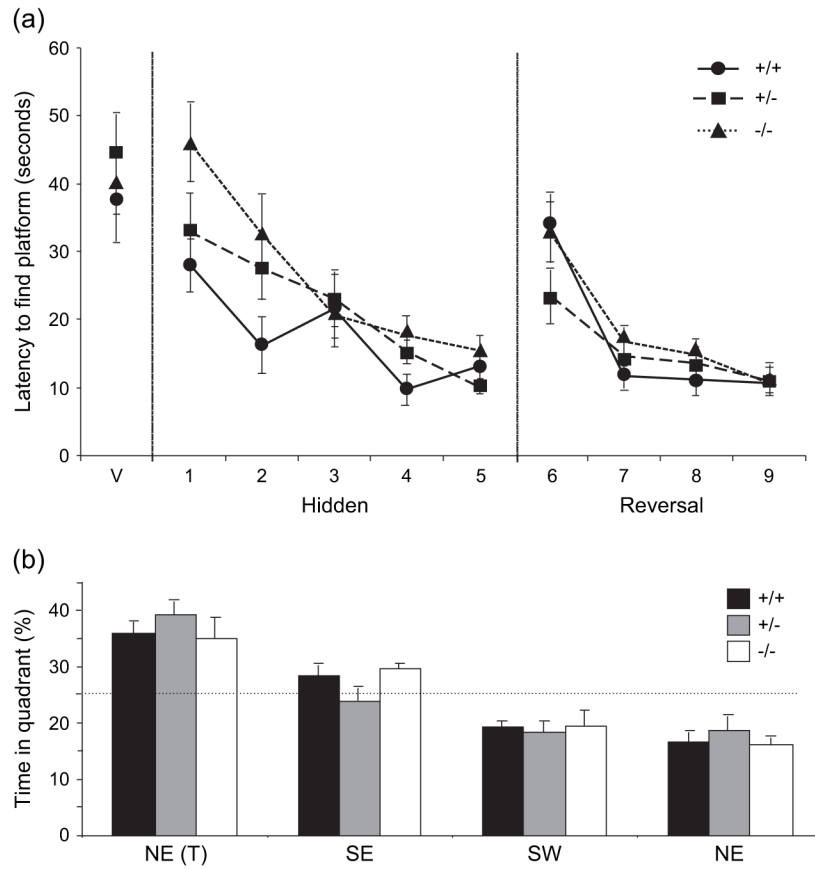 (a)
Latency to find platform (seconds)
60
50
40
30
20
10
0
+/+
+/-
-/-
V
1
2
3
4
5
6
7
8
9
Hidden
Reversal
(b)
Time in quadrant (%)
40
30
20
10
0
+/+
+/-
-/-
NE (T)
SE
SW
NE